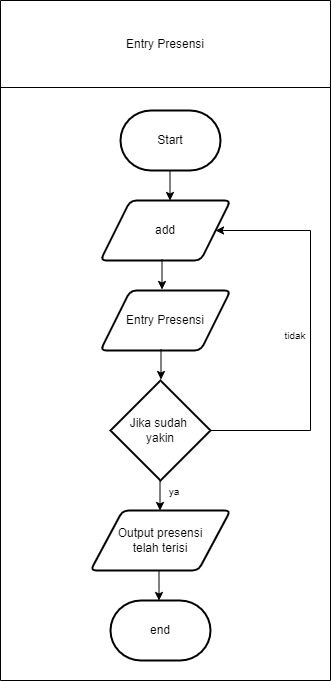 Entry Presensi
Start
add
Entry Presensi
tidak
Jika sudah
yakin
ya
Output presensi
telah terisi
end